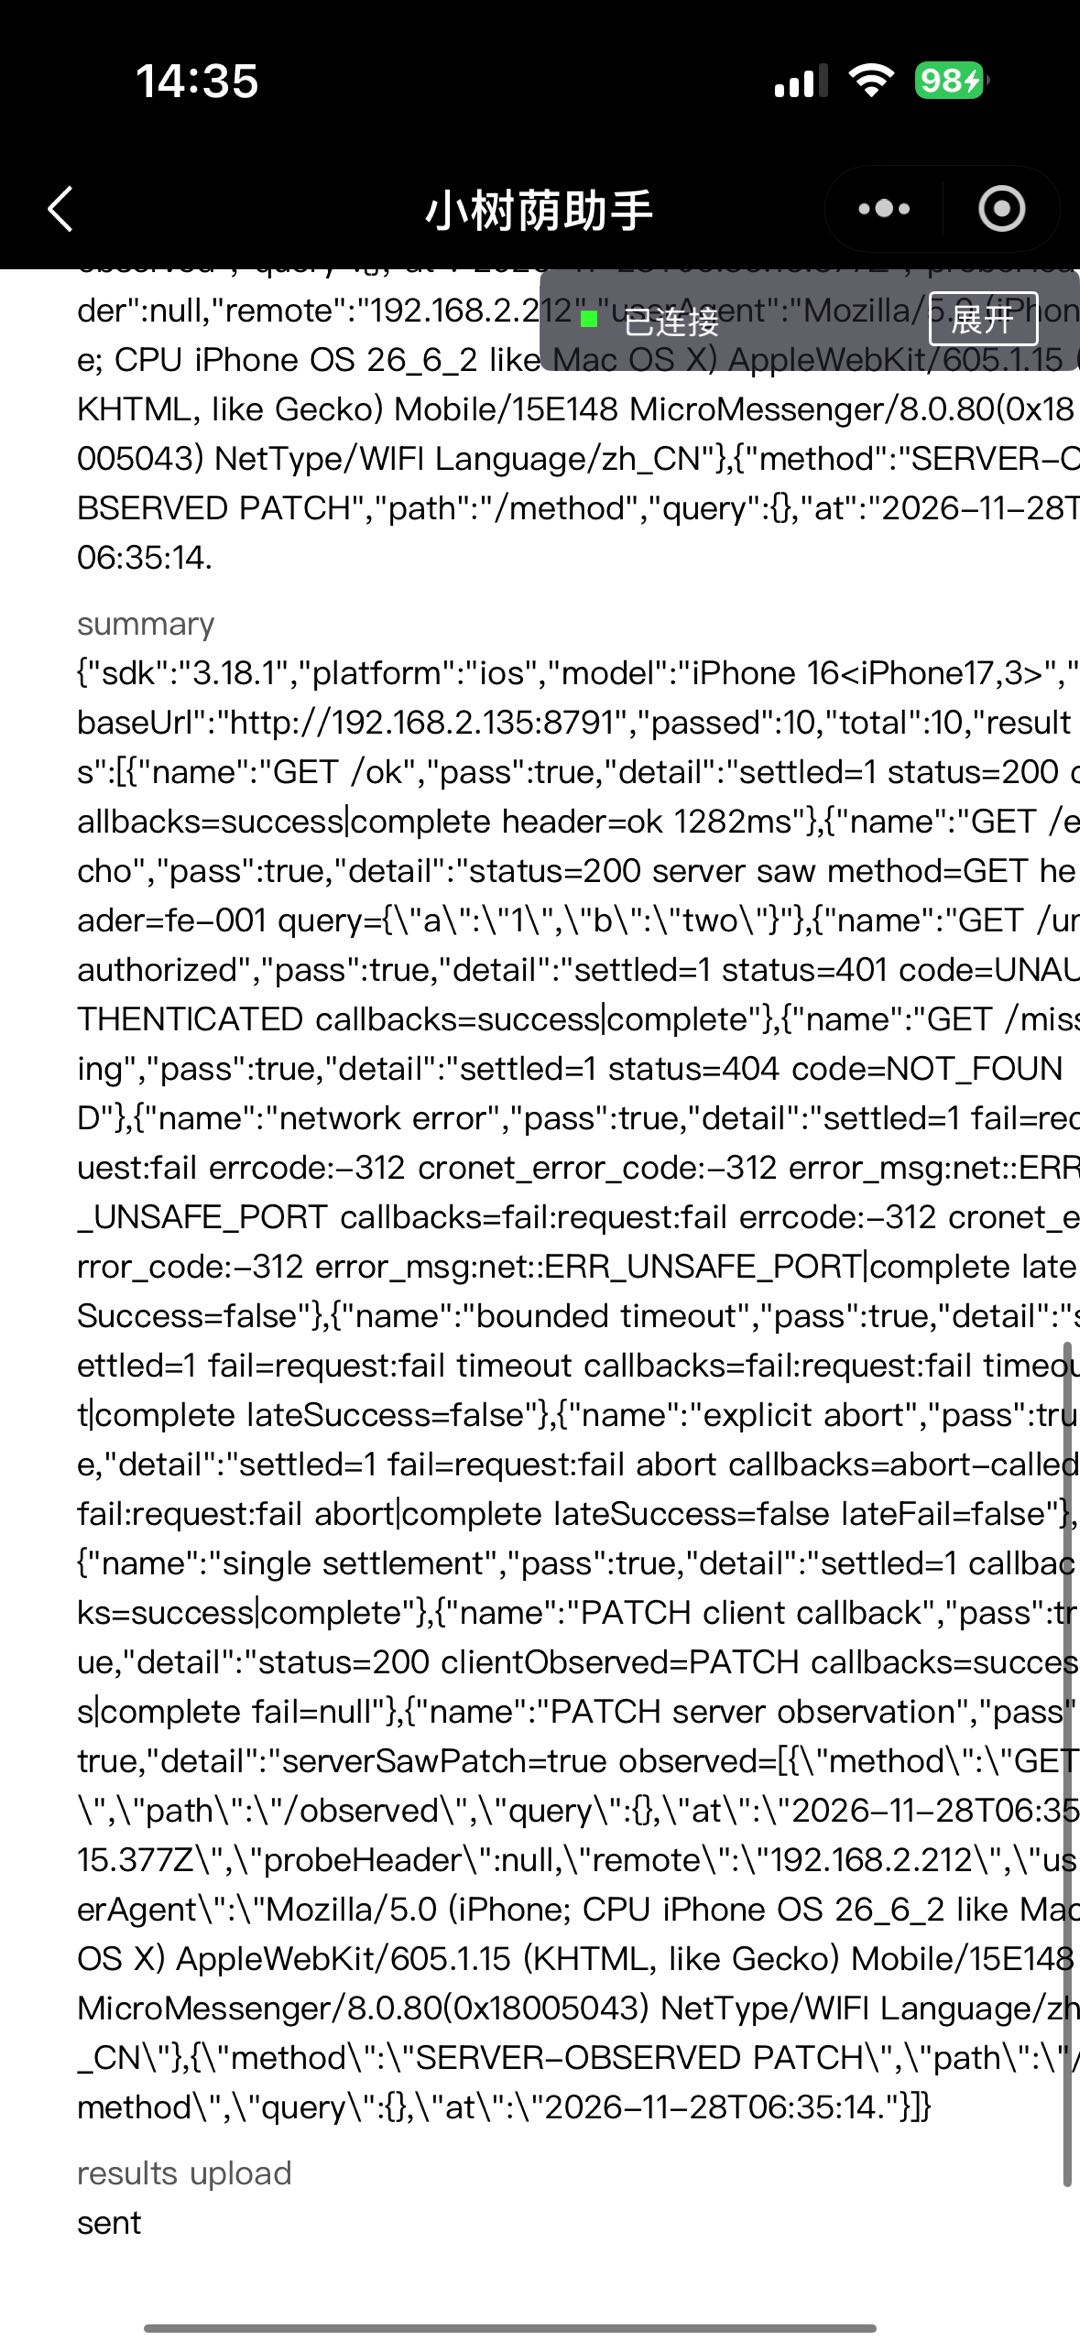 14:35
98
小树荫助手
der":null,"remote":"192.168.2.212","userAgent":"Mozilla/5.0 (iPhon
已连接
展开
e; CPU iPhone OS 26_6_2 like Mac OS X) AppleWebKit/605.1.15 (
KHTML, like Gecko) Mobile/15E148 MicroMessenger/8.0.80(0x18
005043) NetType/WIFI Language/zh_CN"},{"method":"SERVER-O
BSERVED PATCH","path":"/method","query":{},"at":"2026-11-28T
06:35:14.
summary
{"sdk":"3.18.1","platform":"ios","model":"iPhone 16<iPhone17,3>","
baseUrl":"http://192.168.2.135:8791","passed":10,"total":10,"result
s":[{"name":"GET /ok","pass":true,"detail":"settled=1 status=200 c
allbacks=success|complete header=ok 1282ms"},{"name":"GET /e
cho","pass":true,"detail":"status=200 server saw method=GET he
ader=fe-001 query={\"a\":\"1\",\"b\":\"two\"}"},{"name":"GET /un
authorized","pass":true,"detail":"settled=1 status=401 code=UNAU
THENTICATED callbacks=success|complete"},{"name":"GET /miss
ing","pass":true,"detail":"settled=1 status=404 code=NOT_FOUN
D"},{"name":"network error","pass":true,"detail":"settled=1 fail=req
uest:fail errcode:-312 cronet_error_code:-312 error_msg:net::ERR
_UNSAFE_PORT callbacks=fail:request:fail errcode:-312 cronet_e
rror_code:-312 error_msg:net::ERR_UNSAFE_PORT|complete late
Success=false"},{"name":"bounded timeout","pass":true,"detail":"s
ettled=1 fail=request:fail timeout callbacks=fail:request:fail timeou
t|complete lateSuccess=false"},{"name":"explicit abort","pass":tru
e,"detail":"settled=1 fail=request:fail abort callbacks=abort-called
fail:request:fail abort|complete lateSuccess=false lateFail=false"},
{"name":"single settlement","pass":true,"detail":"settled=1 callbac
ks=success|complete"},{"name":"PATCH client callback","pass":tr
ue,"detail":"status=200 clientObserved=PATCH callbacks=succes
s|complete fail=null"},{"name":"PATCH server observation","pass"
true,"detail":"serverSawPatch=true observed=[{\"method\":\"GET
\",\"path\":\"/observed\",\"query\":{},\"at\":\"2026-11-28T06:35
15.377Z\",\"probeHeader\":null,\"remote\":\"192.168.2.212\",\"us
erAgent\":\"Mozilla/5.0 (iPhone; CPU iPhone OS 26_6_2 like Mac
OS X) AppleWebKit/605.1.15 (KHTML, like Gecko) Mobile/15E148
MicroMessenger/8.0.80(0x18005043) NetType/WIFI Language/zh
_CN\"},{\"method\":\"SERVER-OBSERVED PATCH\",\"path\":\"/
method\",\"query\":{},\"at\":\"2026-11-28T06:35:14."}]}
results upload
sent